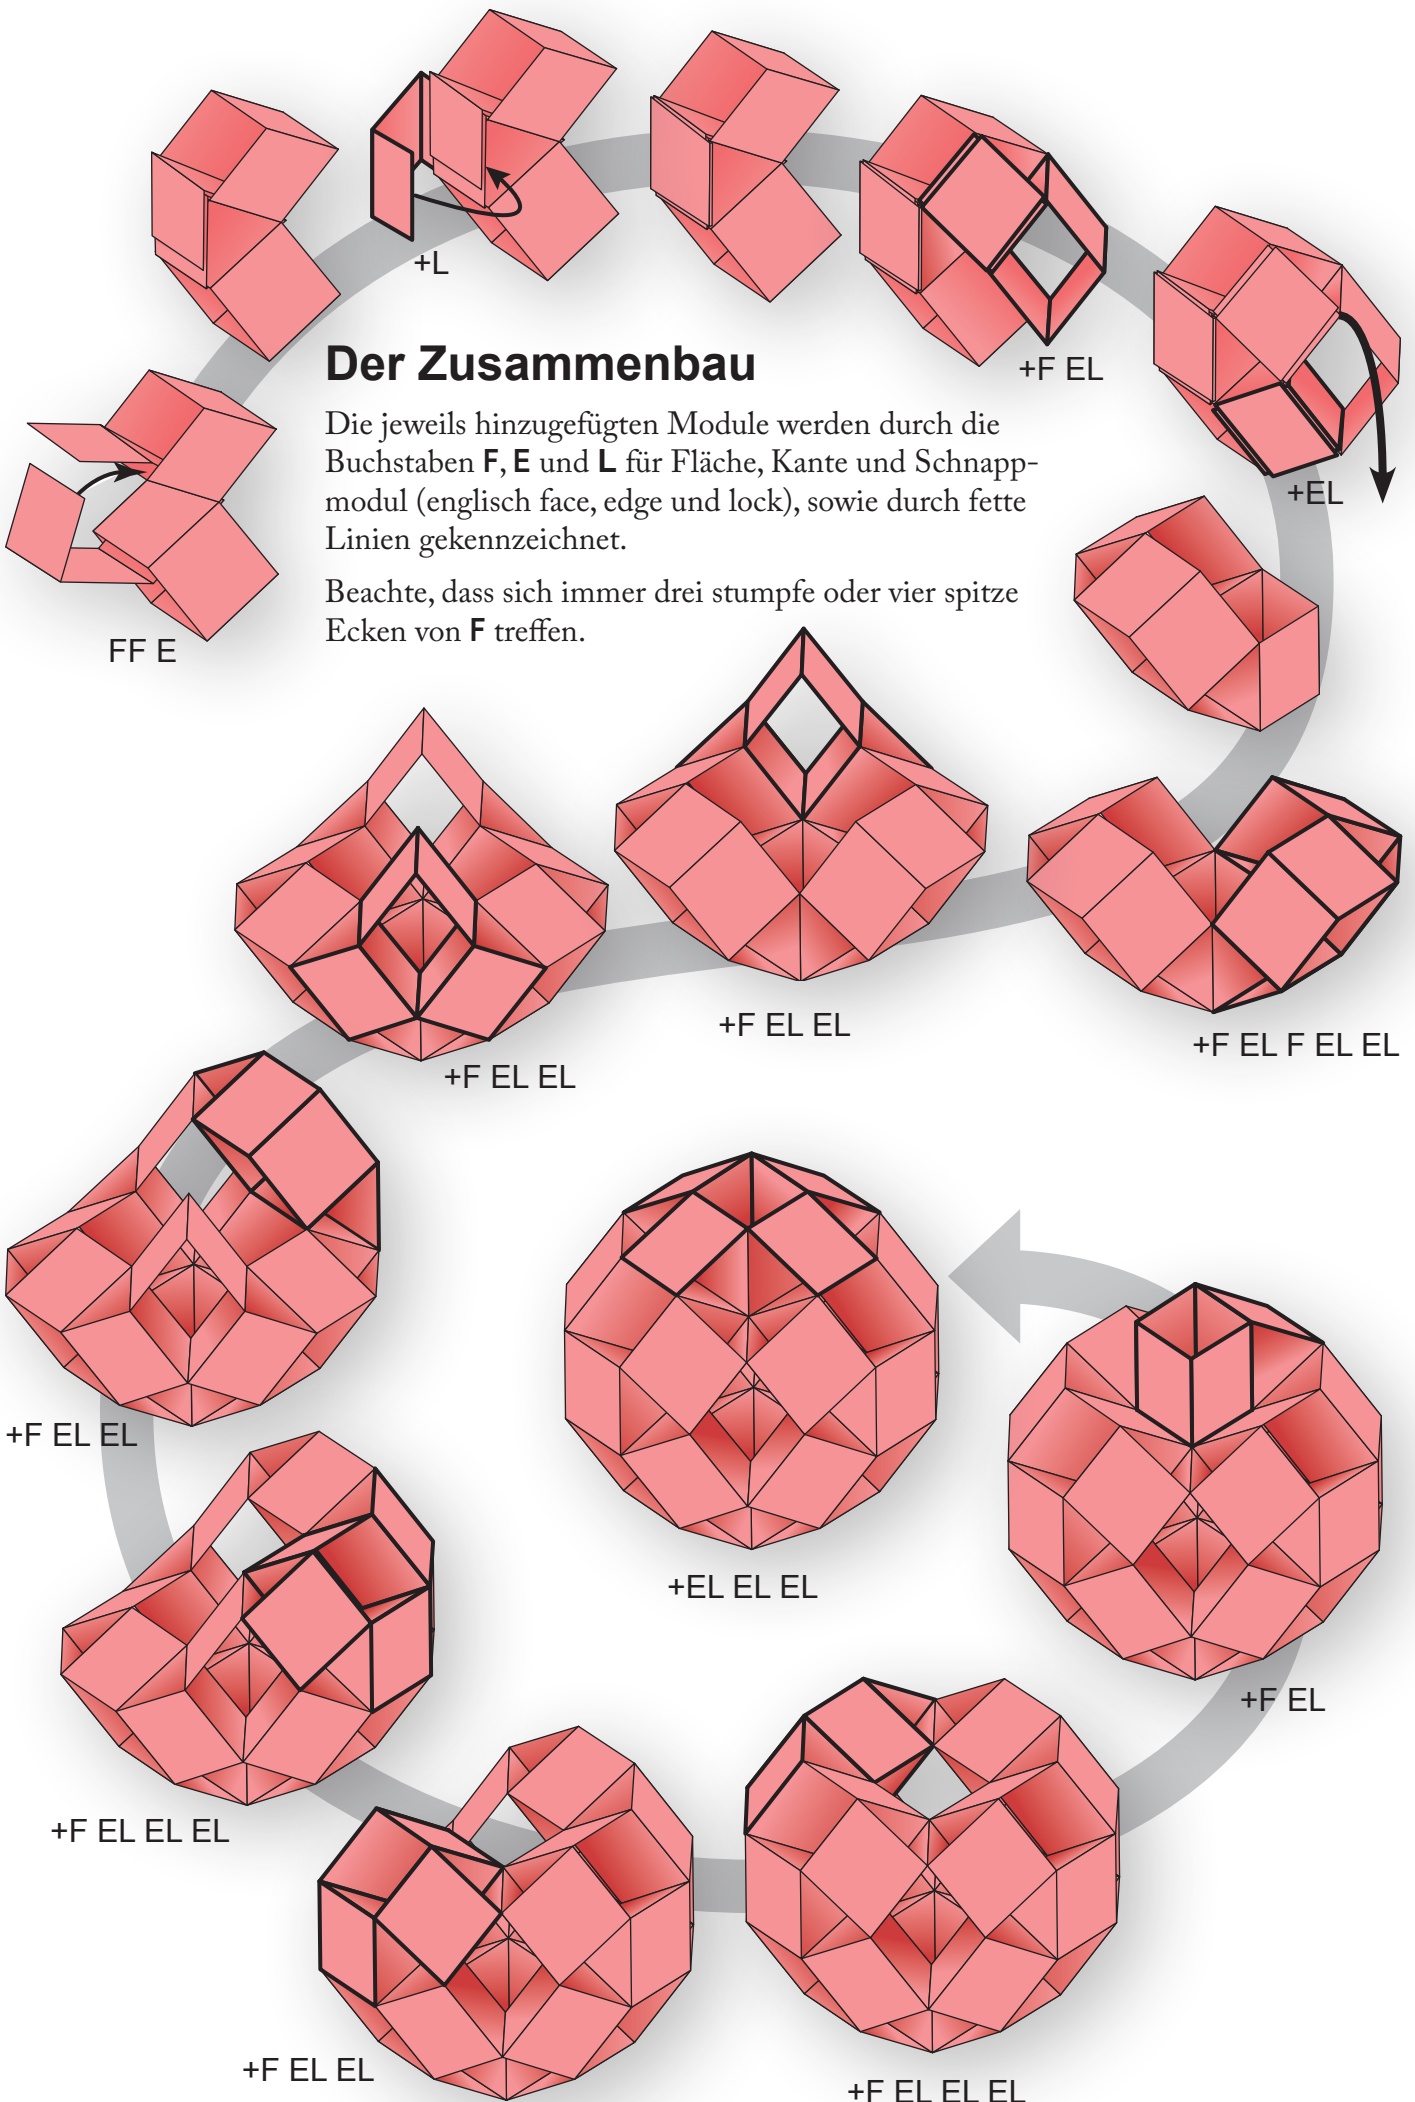 +L
+F EL
+EL
Der Zusammenbau
Die jeweils hinzugefügten Module werden durch die
Buchstaben F, E und L für Fläche, Kante und Schnapp-
modul (englisch face, edge und lock), sowie durch fette
Linien gekennzeichnet.
Beachte, dass sich immer drei stumpfe oder vier spitze
Ecken von F treffen.
FF E
+F EL F EL EL
+F EL EL
+F EL EL
+F EL EL
+F EL EL EL
+F EL EL
+F EL EL EL
+F EL
+EL EL EL